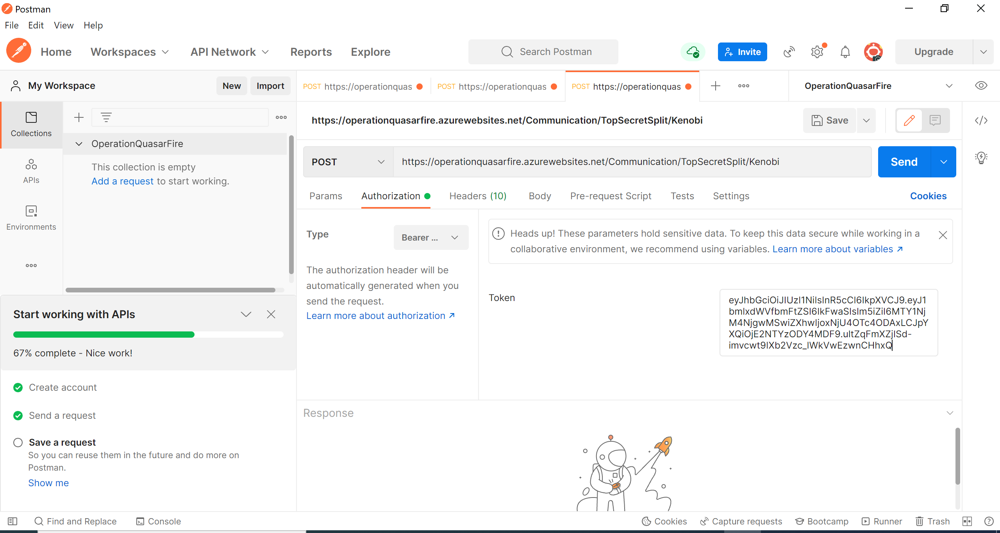 Postman
File Edit View Help
Home Workspaces API Network Reports Explore Search Postman Invite Upgrade
My Workspace New Import
POST https://operationquas POST https://operationquas POST https://operationquas OperationQuasarFire
Collections
APIs
Environments
OperationQuasarFire
This collection is empty
Add a request to start working.
https://operationquasarfire.azurewebsites.net/Communication/TopSecretSplit/Kenobi Save
POST https://operationquasarfire.azurewebsites.net/Communication/TopSecretSplit/Kenobi Send
Params Authorization Headers (10) Body Pre-request Script Tests Settings Cookies
Type Bearer ...
The authorization header will be
automatically generated when you
send the request.
Learn more about authorization
Heads up! These parameters hold sensitive data. To keep this data secure while working in a
collaborative environment, we recommend using variables. Learn more about variables
Token
eyJhbGciOiJIUzI1NiIsInR5cCI6IkpXVCJ9.eyJ1
bmlxdWVfbmFtZSI6IkFwaSIsIm5iZiI6MTY1Nj
M4NjgwMSwiZXhwIjoxNjU4OTc4ODAxLCJpY
XQiOjE2NTYzODY4MDF9.ultZqFmXZjISd-
imvcwt9IXb2Vzc_lWkVwEzwnCHhxQ
Start working with APIs
67% complete - Nice work!
Create account
Send a request
Save a request
So you can reuse them in the future and do more on
Postman.
Show me
Response
Find and Replace Console Cookies Capture requests Bootcamp Runner Trash